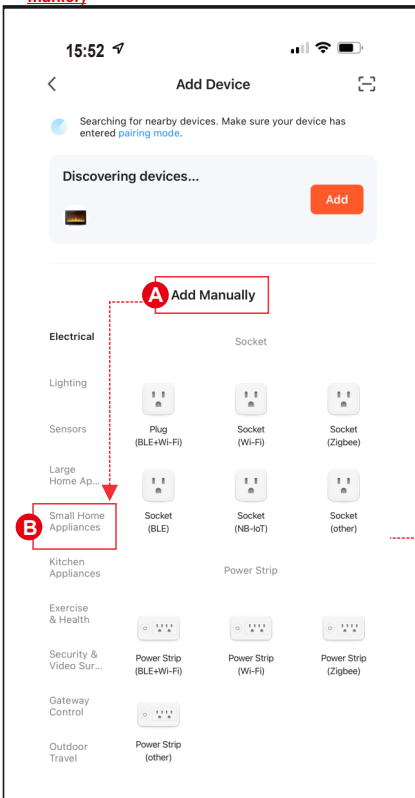 15:52
Add Device
Searching for nearby devices. Make sure your device has
entered pairing mode.
Discovering devices...
Add
A
Add Manually
Electrical
Socket
Lighting
Sensors
Plug
(BLE+Wi-Fi)
Socket
(Wi-Fi)
Socket
(Zigbee)
Large
Home Ap...
B
Small Home
Appliances
Socket
(BLE)
Socket
(NB-IoT)
Socket
(other)
Kitchen
Appliances
Power Strip
Exercise
& Health
Security &
Video Sur...
Power Strip
(BLE+Wi-Fi)
Power Strip
(Wi-Fi)
Power Strip
(Zigbee)
Gateway
Control
Outdoor
Travel
Power Strip
(other)